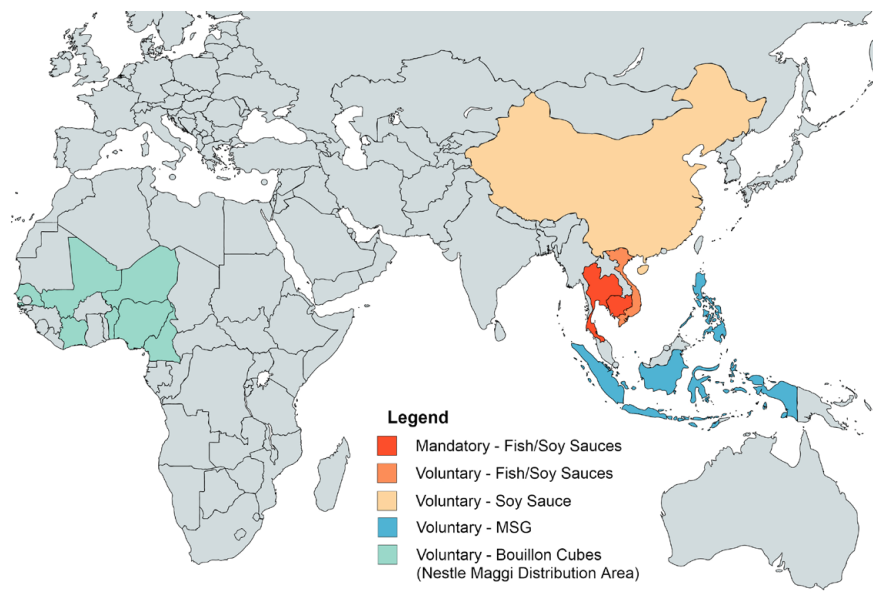 Legend
Mandatory - Fish/Soy Sauces
Voluntary - Fish/Soy Sauces
Voluntary - Soy Sauce
Voluntary - MSG
Voluntary - Bouillon Cubes
(Nestle Maggi Distribution Area)